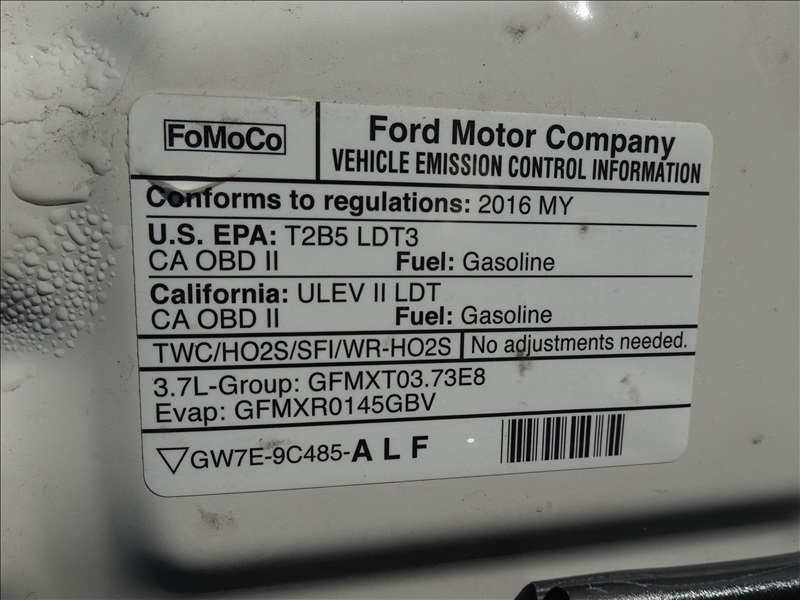 FoMoCo
Ford Motor Company
VEHICLE EMISSION CONTROL INFORMATION
Conforms to regulations: 2016 MY
U.S. EPA: T2B5 LDT3
CA OBD II Fuel: Gasoline
California: ULEV II LDT
CA OBD II Fuel: Gasoline
TWC/HO2S/SFI/WR-HO2S No adjustments needed.
3.7L-Group: GFMXT03.73E8
Evap: GFMXR0145GBV
GW7E-9C485-ALF